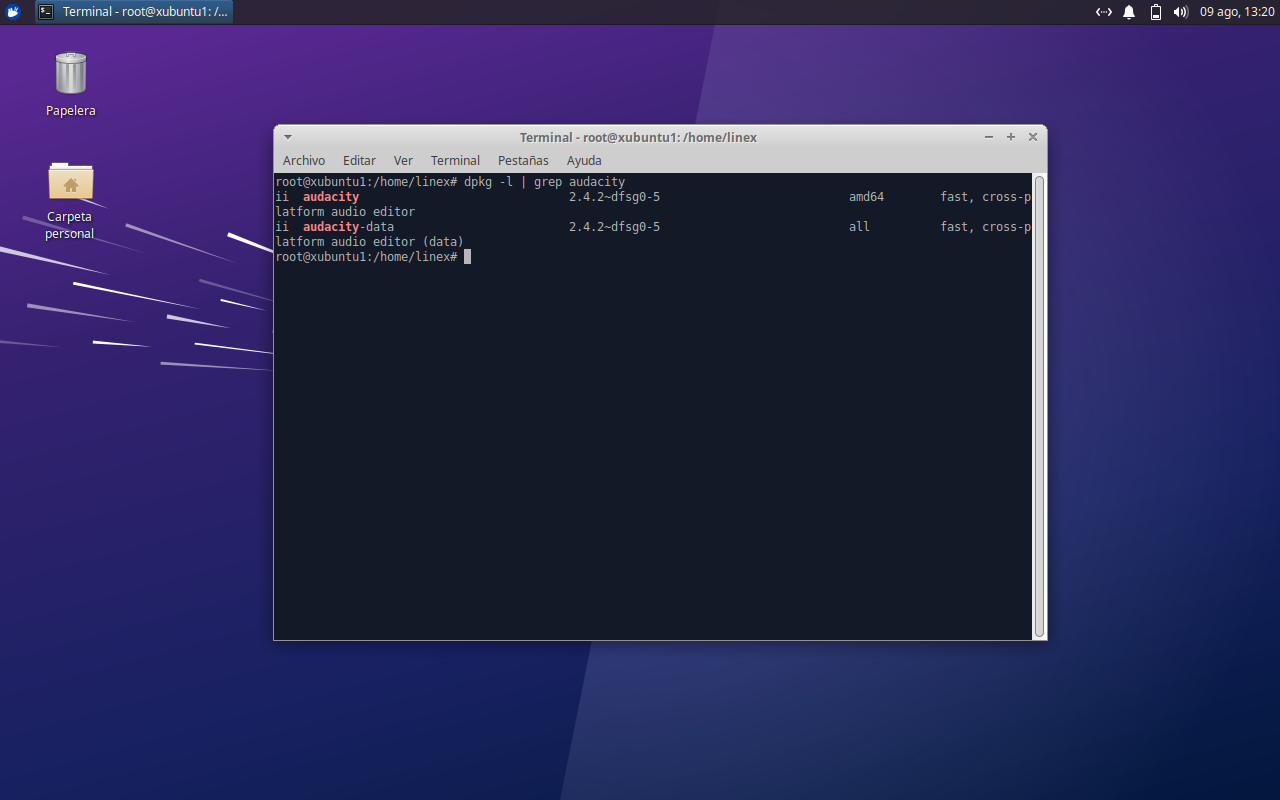 Terminal - root@xubuntu1: /...
09 ago, 13:20
Papelera
Carpeta
personal
Terminal - root@xubuntu1: /home/linex
Archivo Editar Ver Terminal Pestañas Ayuda
root@xubuntu1:/home/linex# dpkg -l | grep audacity
ii  audacity                              2.4.2~dfsg0-5                           amd64        fast, cross-p
latform audio editor
ii  audacity-data                         2.4.2~dfsg0-5                           all          fast, cross-p
latform audio editor (data)
root@xubuntu1:/home/linex#